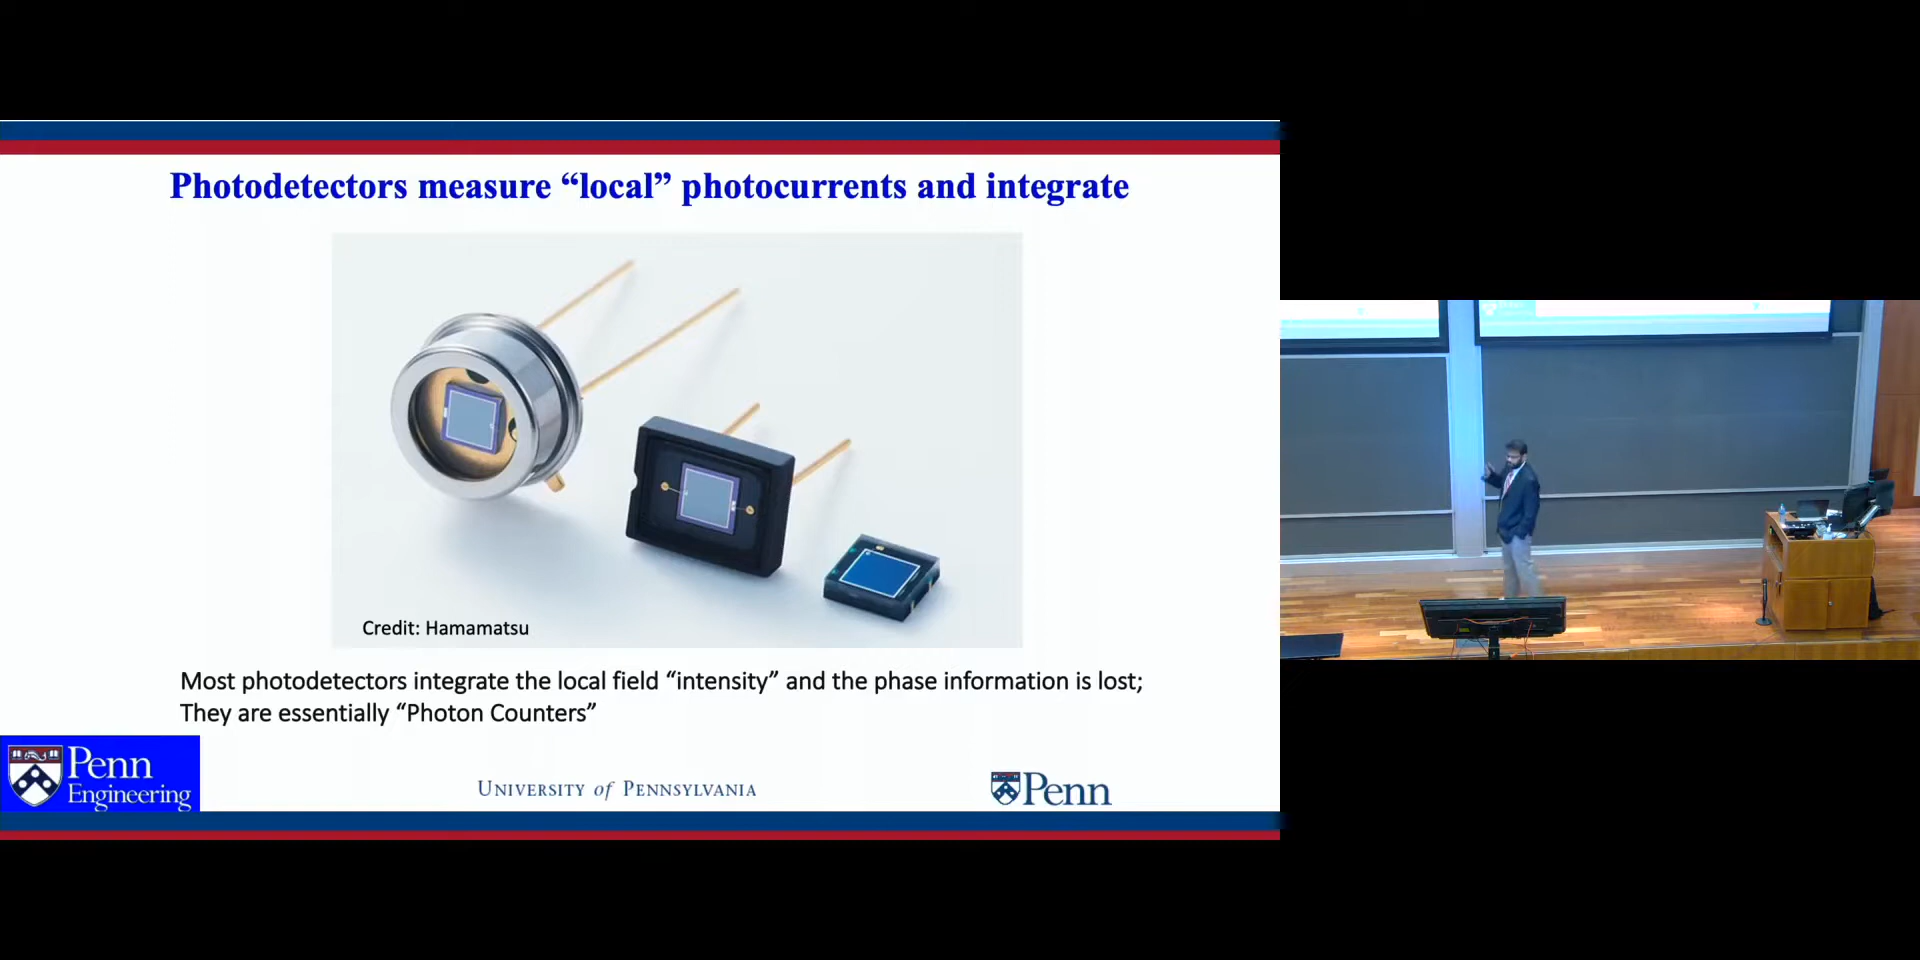 Photodetectors measure “local” photocurrents and integrate
Credit: Hamamatsu
Most photodetectors integrate the local field “intensity” and the phase information is lost;
They are essentially “Photon Counters”
Penn
Engineering
UNIVERSITY of PENNSYLVANIA
Penn